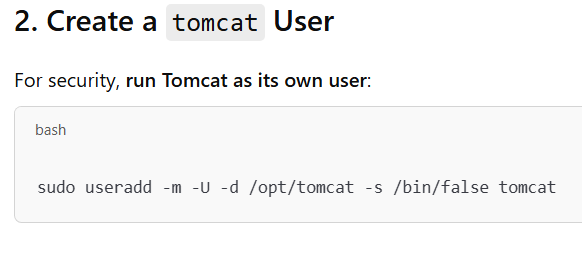 2. Create a tomcat User
For security, run Tomcat as its own user:
bash
sudo useradd -m -U -d /opt/tomcat -s /bin/false tomcat